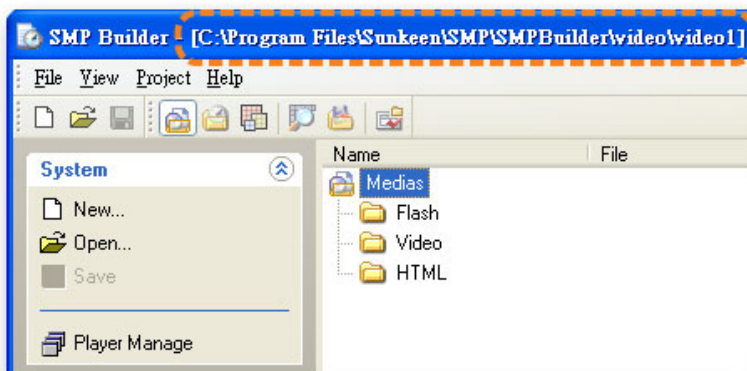 SMP Builder - [C:\Program Files\Sunkeen\SMP\SMPBuilder\video\video1]
File View Project Help
Name File
System
Medias
New...
Flash
Open...
Video
Save
HTML
Player Manage